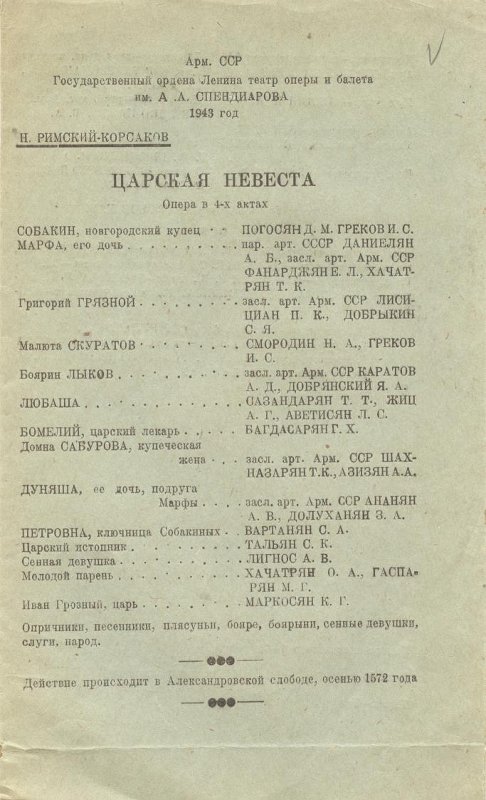 Арм. ССР
Государственный ордена Ленина театр оперы и балета
им. А .А. СПЕНДИАРОВА
1943 год
Н. РИМСКИЙ-КОРСАКОВ
ЦАРСКАЯ НЕВЕСТА
Опера в 4-х актах
СОБАКИН, новгородский купец . . ПОГОСЯН Д. М. ГРЕКОВ И. С.
МАРФА, его дочь . . . . . . . . . . нар. арт. СССР ДАНИЕЛЯН
А. Б., засл. арт. Арм. ССР
ФАНАРДЖЯН Е. Л., ХАЧАТ-
РЯН Т. К.
Григорий ГРЯЗНОЙ . . . . . . . . . засл. арт. Арм. ССР ЛИСИ-
ЦИАН П. К., ДОБРЫКИН
С. Я.
Малюта СКУРАТОВ . . . . . . . . . СМОРОДИН Н. А., ГРЕКОВ
И. С.
Боярин ЛЫКОВ . . . . . . . . . . . засл. арт. Арм. ССР КАРАТОВ
А. Д., ДОБРЯНСКИЙ Я. А.
ЛЮБАША . . . . . . . . . . . . . . САЗАНДАРЯН Т. Т., ЖИЦ
А. Г., АВЕТИСЯН Л. С.
БОМЕЛИЙ, царский лекарь . . . . . БАГДАСАРЯН Г. Х.
Домна САБУРОВА, купеческая
жена . . . засл. арт. Арм. ССР ШАХ-
НАЗАРЯН Т.К., АЗИЗЯН А.А.
ДУНЯША, ее дочь, подруга
Марфы . . . . засл. арт. Арм. ССР АНАНЯН
А. В., ДОЛУХАНЯН З. А.
ПЕТРОВНА, ключница Собакиных . . ВАРТАНЯН С. А.
Царский истопник . . . . . . . . . . ТАЛЬЯН С. К.
Сенная девушка . . . . . . . . . . . ЛИГНОС А. В.
Молодой парень . . . . . . . . . . . ХАЧАТРЯН О. А., ГАСПА-
РЯН М. Г.
Иван Грозный, царь . . . . . . . . . МАРКОСЯН К. Г.
Опричники, песенники, плясуньи, бояре, боярыни, сенные девушки,
слуги, народ.
Действие происходит в Александровской слободе, осенью 1572 года